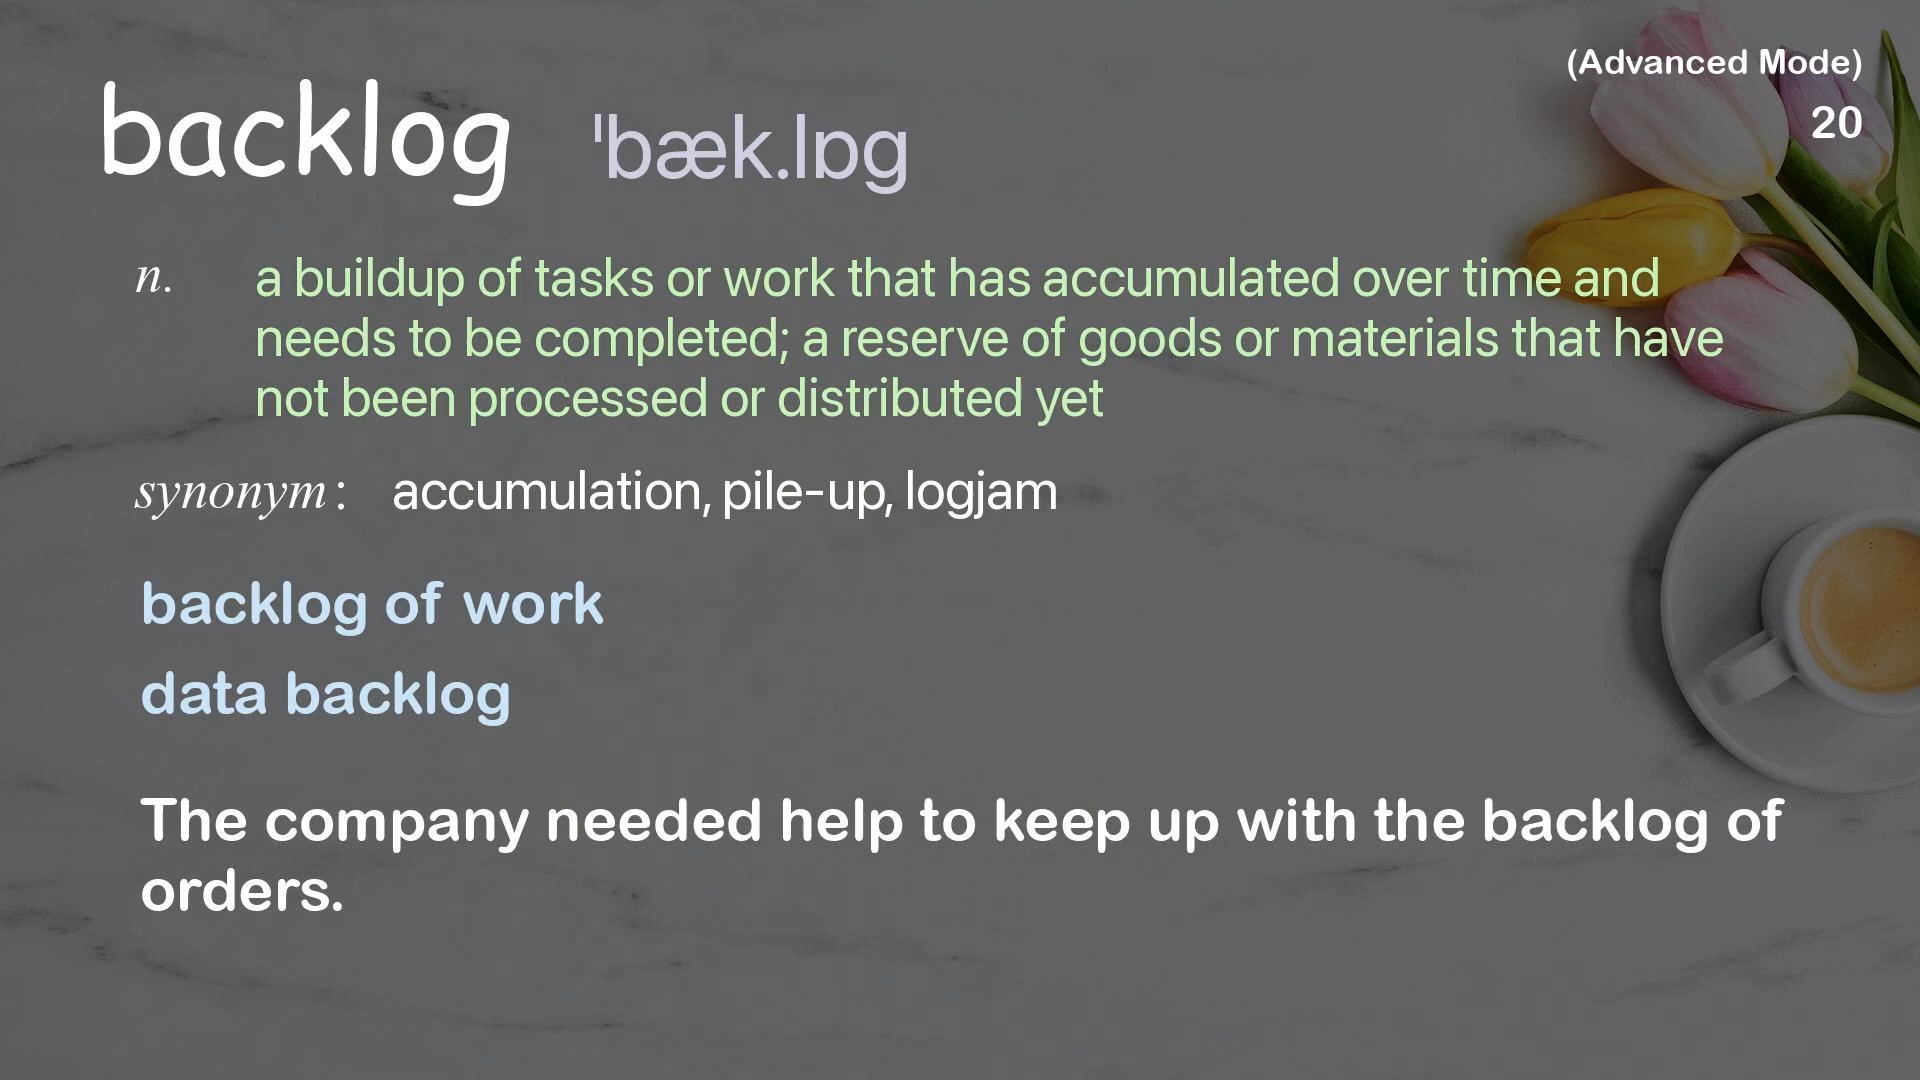 (Advanced Mode)
20
backlog ˈbæk.lɒg
n. a buildup of tasks or work that has accumulated over time and
needs to be completed; a reserve of goods or materials that have
not been processed or distributed yet
synonym : accumulation, pile-up, logjam
backlog of work
data backlog
The company needed help to keep up with the backlog of
orders.